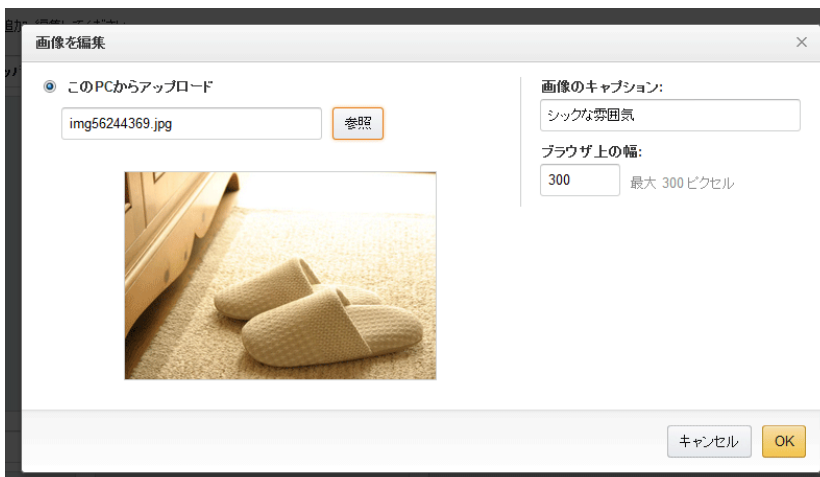 画像を編集
×
このPCからアップロード
img56244369.jpg
参照
画像のキャプション:
シックな雰囲気
ブラウザ上の幅:
300
最大 300 ピクセル
キャンセル
OK